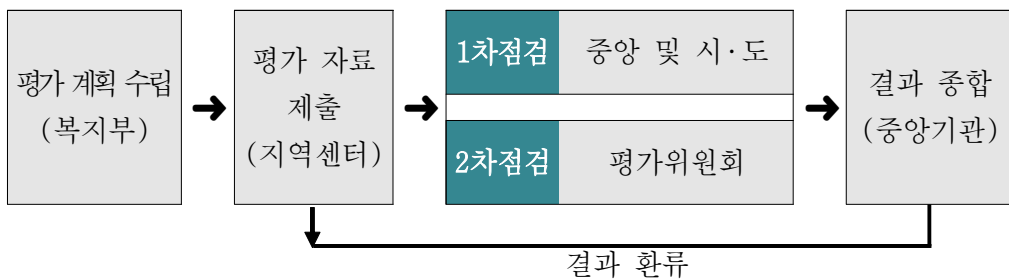 평가 계획 수립
(복지부)
평가 자료
제출
(지역센터)
1차점검 중앙 및 시·도
2차점검 평가위원회
결과 종합
(중앙기관)
결과 환류